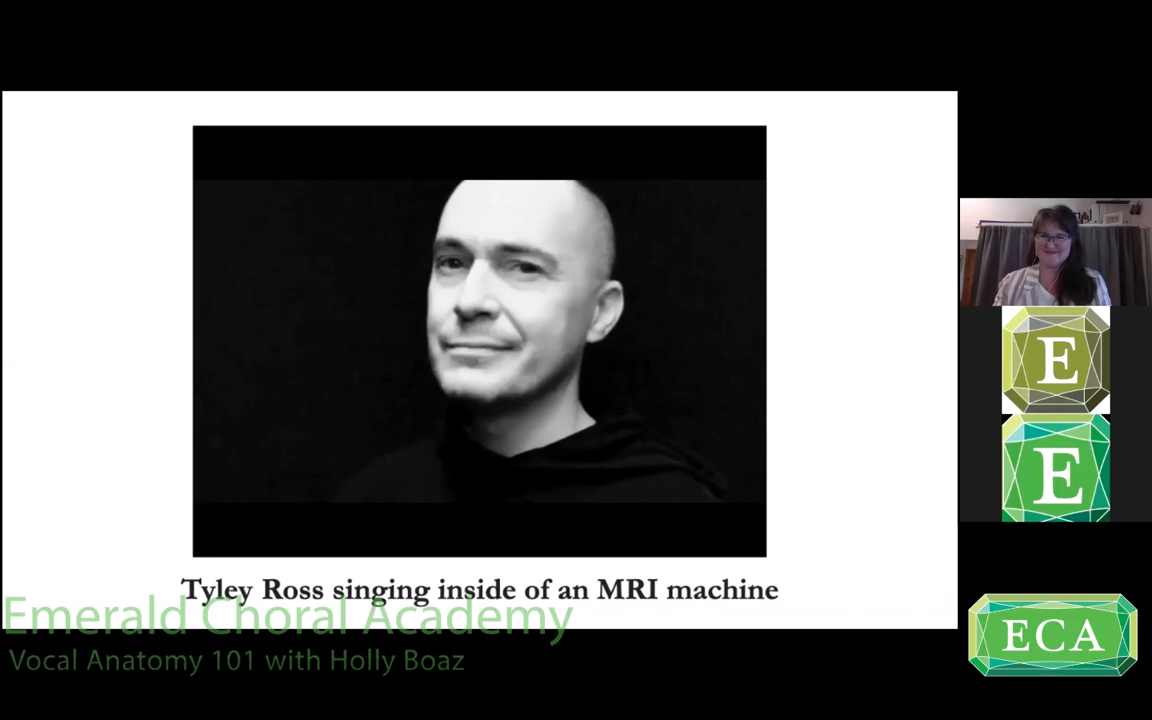 Tyley Ross singing inside of an MRI machine
Emerald Choral Academy
Vocal Anatomy 101 with Holly Boaz
E
E
ECA